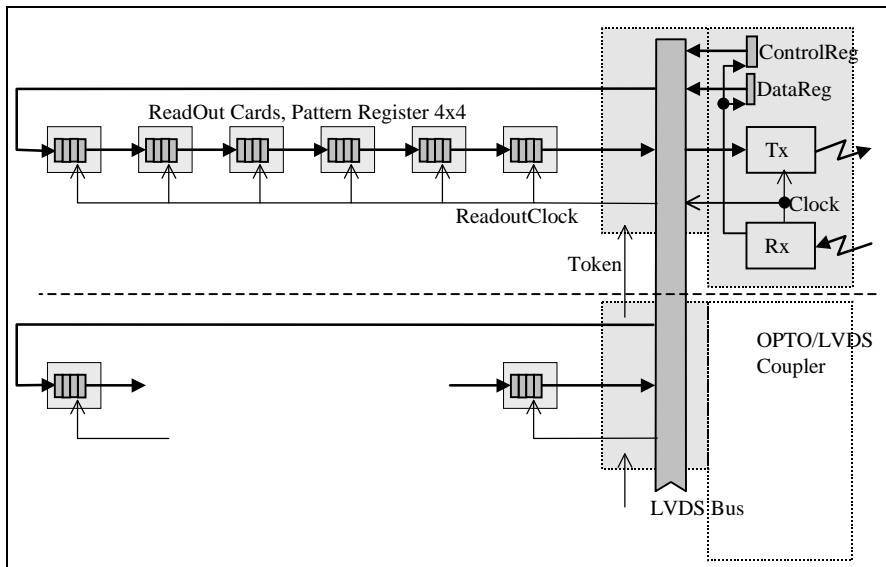 ControlReg
DataReg
ReadOut Cards, Pattern Register 4x4
Tx
Clock
ReadoutClock
Rx
Token
OPTO/LVDS
Coupler
LVDS Bus